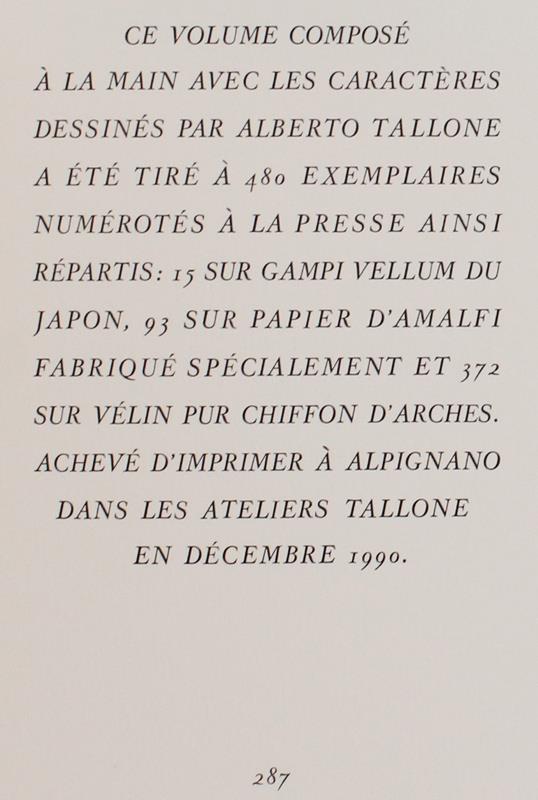 CE VOLUME COMPOSÉ
À LA MAIN AVEC LES CARACTÈRES
DESSINÉS PAR ALBERTO TALLONE
A ÉTÉ TIRÉ À 480 EXEMPLAIRES
NUMÉROTÉS À LA PRESSE AINSI
RÉPARTIS: 15 SUR GAMPI VELLUM DU
JAPON, 93 SUR PAPIER D'AMALFI
FABRIQUÉ SPÉCIALEMENT ET 372
SUR VÉLIN PUR CHIFFON D'ARCHES.
ACHEVÉ D'IMPRIMER À ALPIGNANO
DANS LES ATELIERS TALLONE
EN DÉCEMBRE 1990.
287